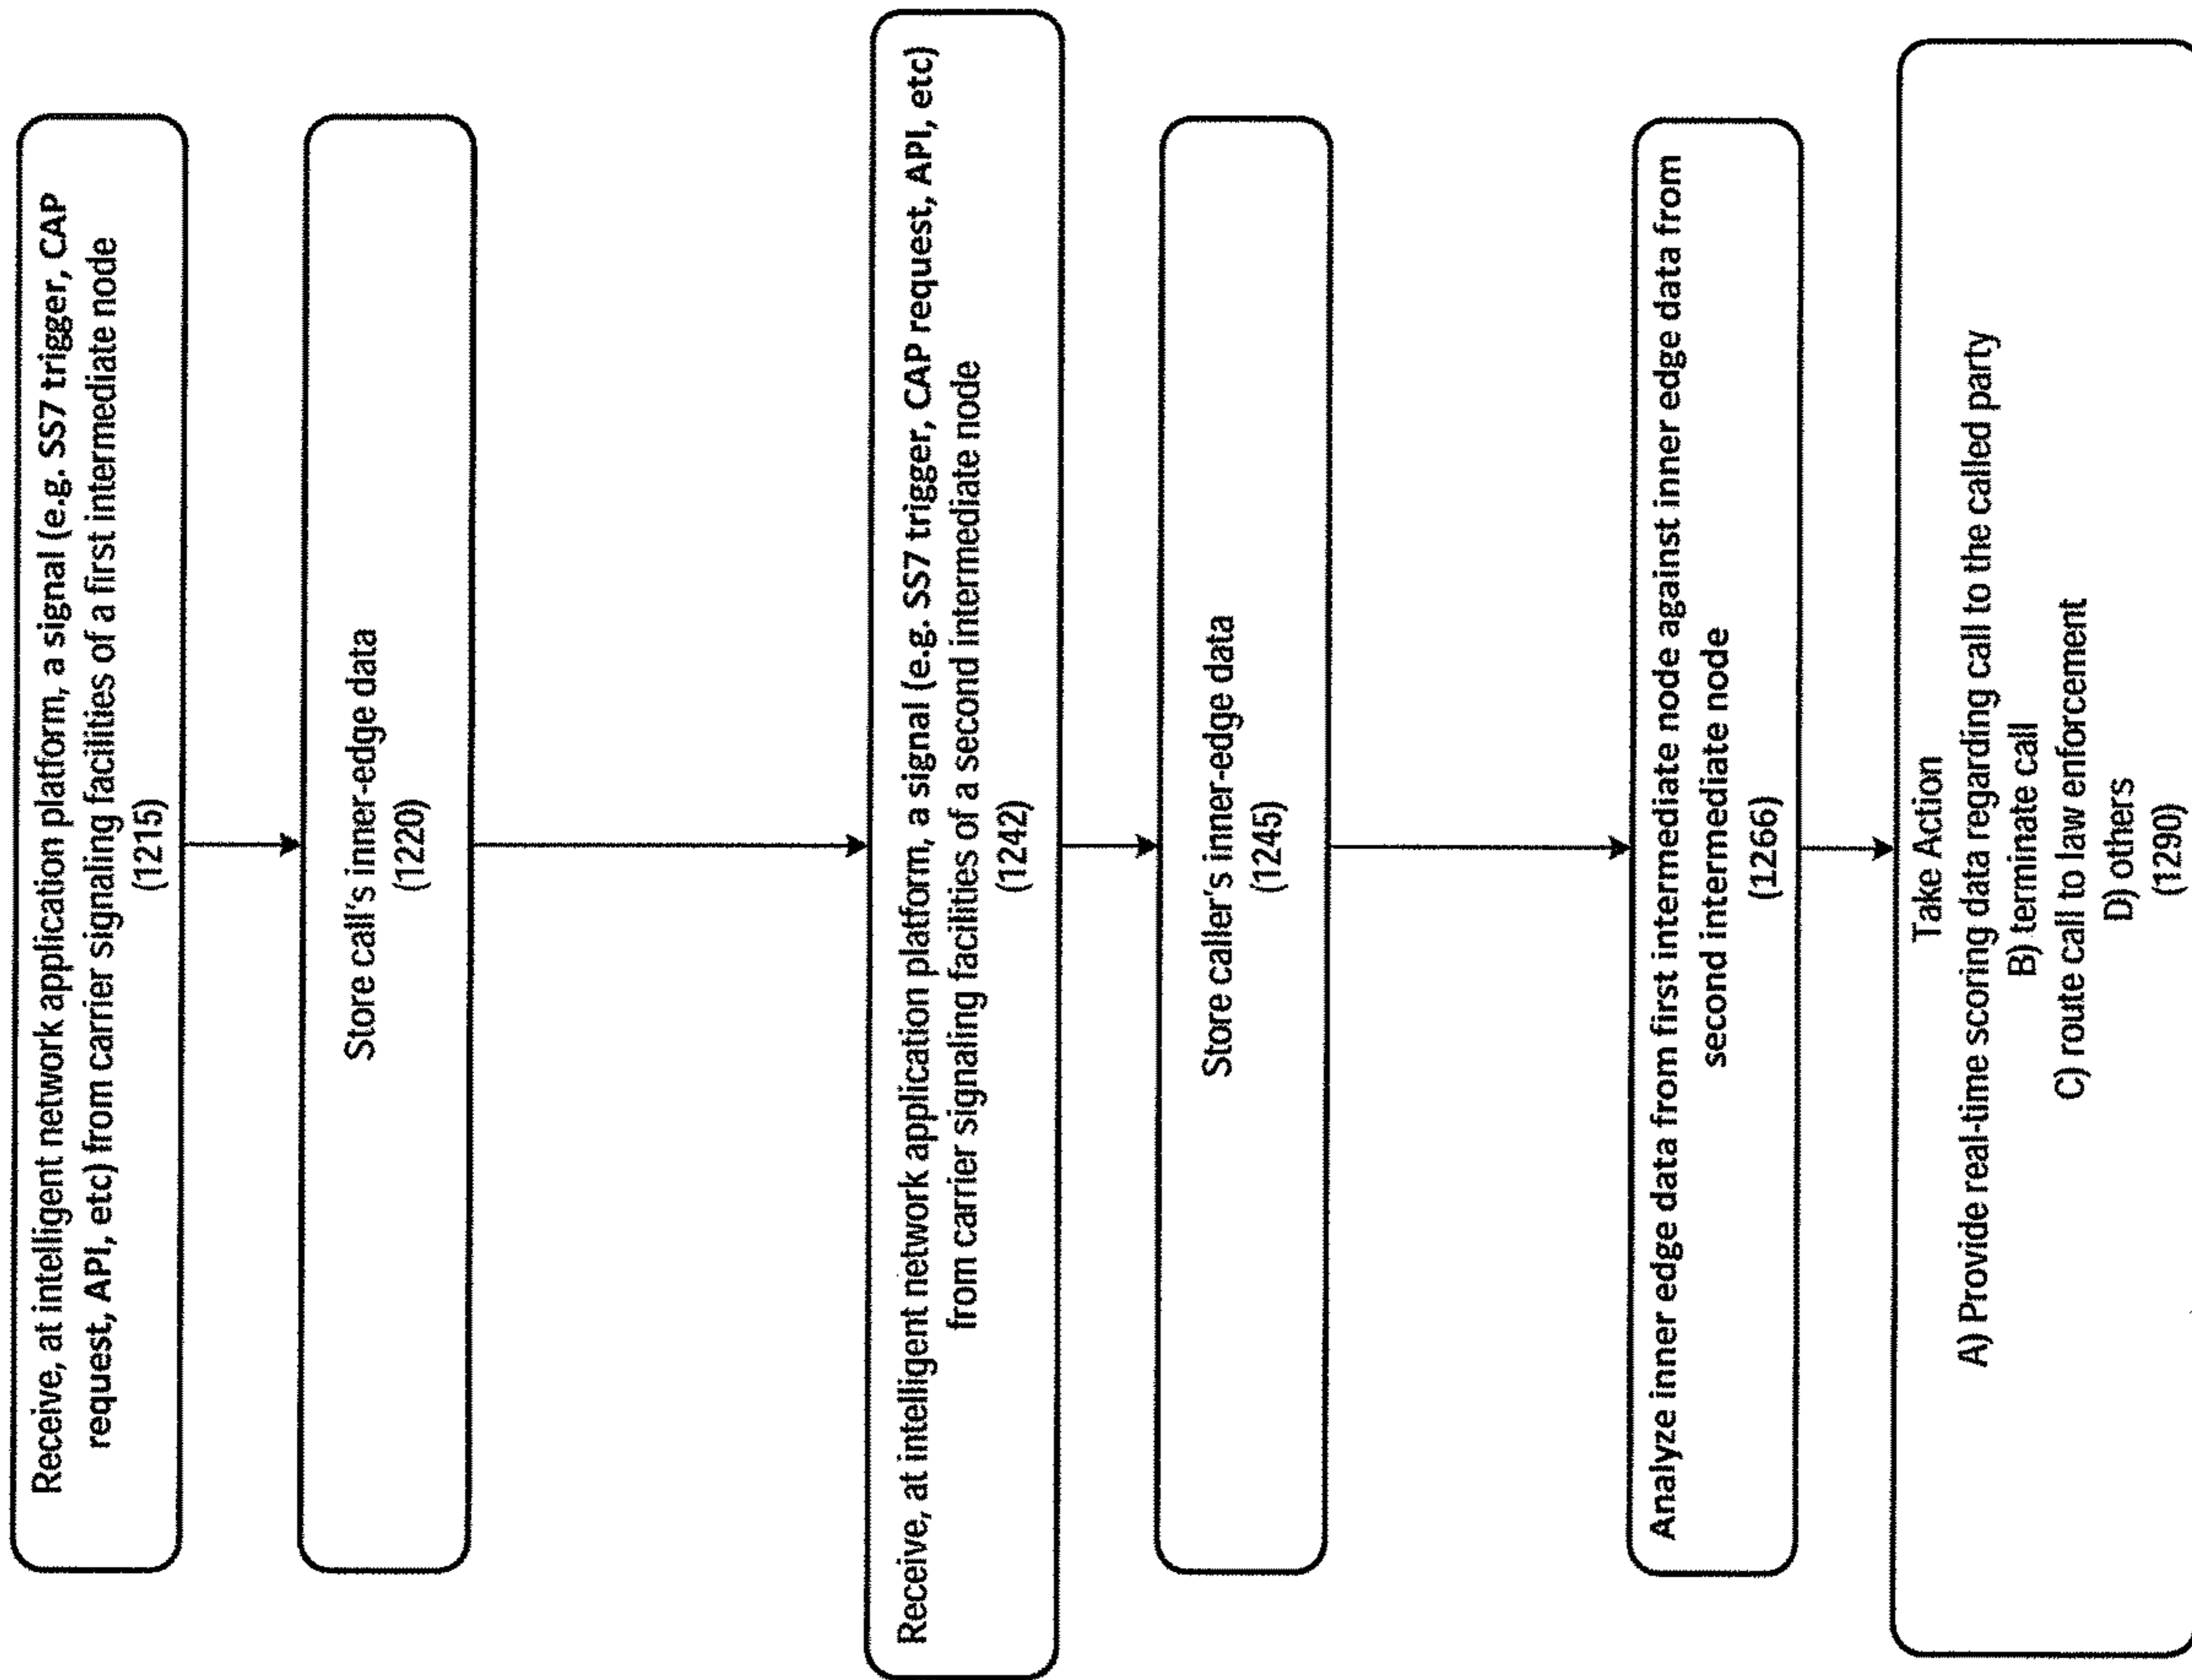 Receive, at intelligent network application platform, a signal (e.g. SS7 trigger, CAP
request, API, etc) from carrier signaling facilities of a first intermediate node
(1215)
Store call's inner-edge data
(1220)
Receive, at intelligent network application platform, a signal (e.g. SS7 trigger, CAP request, API, etc)
from carrier signaling facilities of a second intermediate node
(1242)
Store caller's inner-edge data
(1245)
Analyze inner edge data from first intermediate node against inner edge data from
second intermediate node
(1266)
Take Action
A) Provide real-time scoring data regarding call to the called party
B) terminate call
C) route call to law enforcement
D) others
(1290)